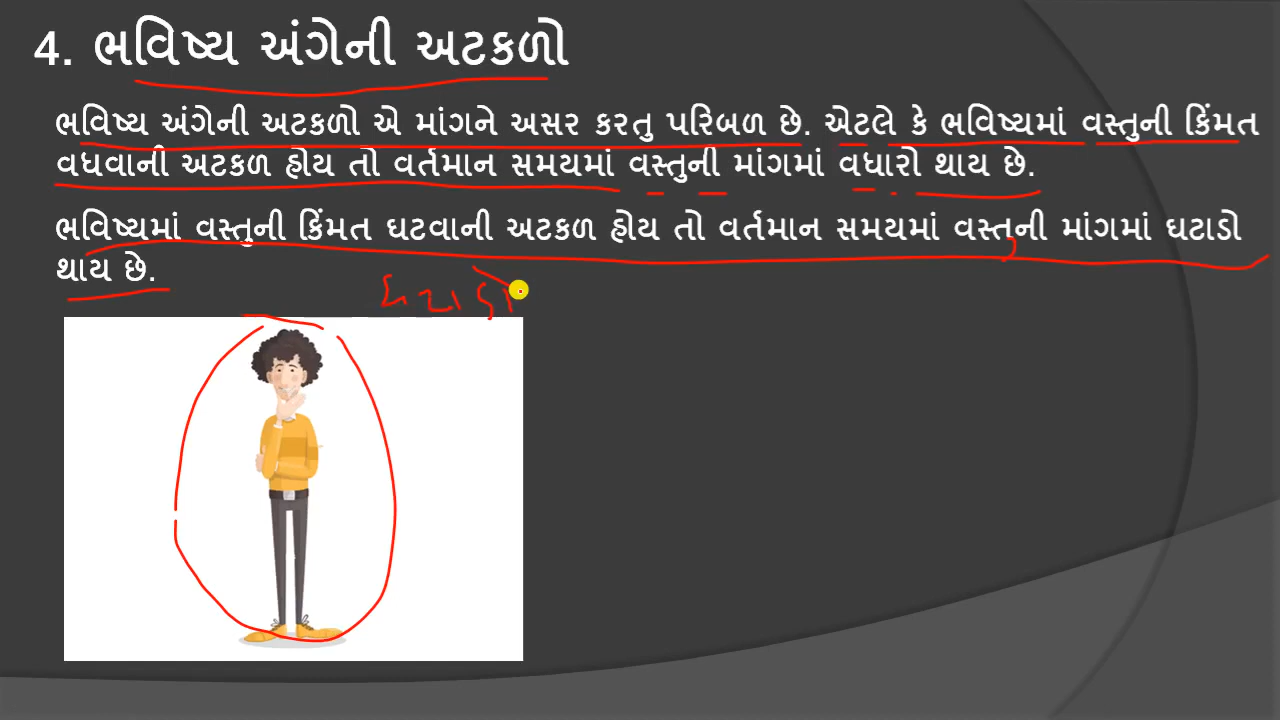 4. ભવિષ્ય અંગેની અટકળો
ભવિષ્ય અંગેની અટકળો એ માંગને અસર કરતુ પરિબળ છે. એટલે કે ભવિષ્યમાં વસ્તુની કિંમત
વધવાની અટકળ હોય તો વર્તમાન સમયમાં વસ્તુની માંગમાં વધારો થાય છે.
ભવિષ્યમાં વસ્તુની કિંમત ઘટવાની અટકળ હોય તો વર્તમાન સમયમાં વસ્તુની માંગમાં ઘટાડો
થાય છે.
ઘટાડો